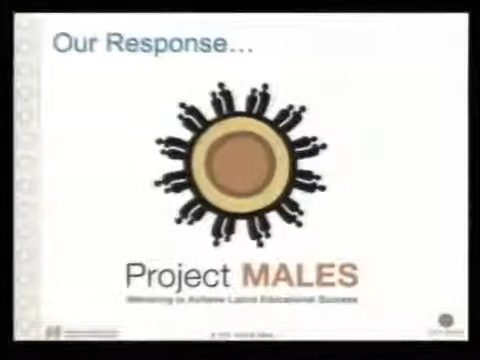 Our Response...
Project MALES
Mentoring to Achieve Latino Educational Success